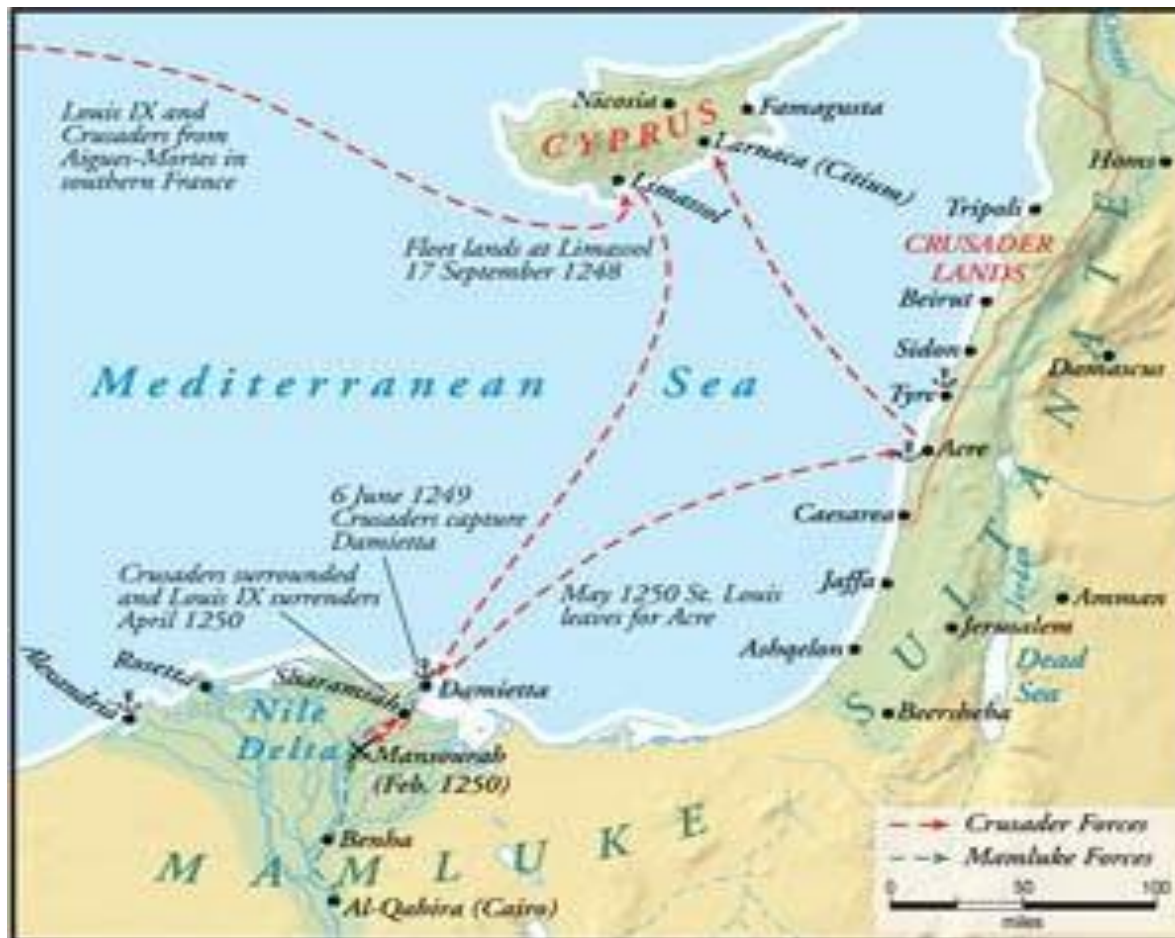 Louis IX and
Crusaders from
Aigues-Mortes in
southern France
Nicosia
Famagusta
CYPRUS
Larnaca (Citium)
Limassol
Fleet lands at Limassol
17 September 1248
Homs
Tripoli
CRUSADER
LANDS
Beirut
Sidon
Damascus
Tyre
Mediterranean Sea
Acre
6 June 1249
Crusaders capture
Damietta
Caesarea
Crusaders surrounded
and Louis IX surrenders
April 1250
May 1250 St. Louis
leaves for Acre
Jaffa
Jordan
Amman
Jerusalem
Ashqelon
Dead
Sea
Alexandria
Rosetta
Sharamsah
Damietta
Nile
Delta
Beersheba
Mansourah
(Feb. 1250)
Benha
MAMLUKE
SULTANATE
Al-Qahira (Cairo)
Crusader Forces
Mamluke Forces
0 50 100
miles